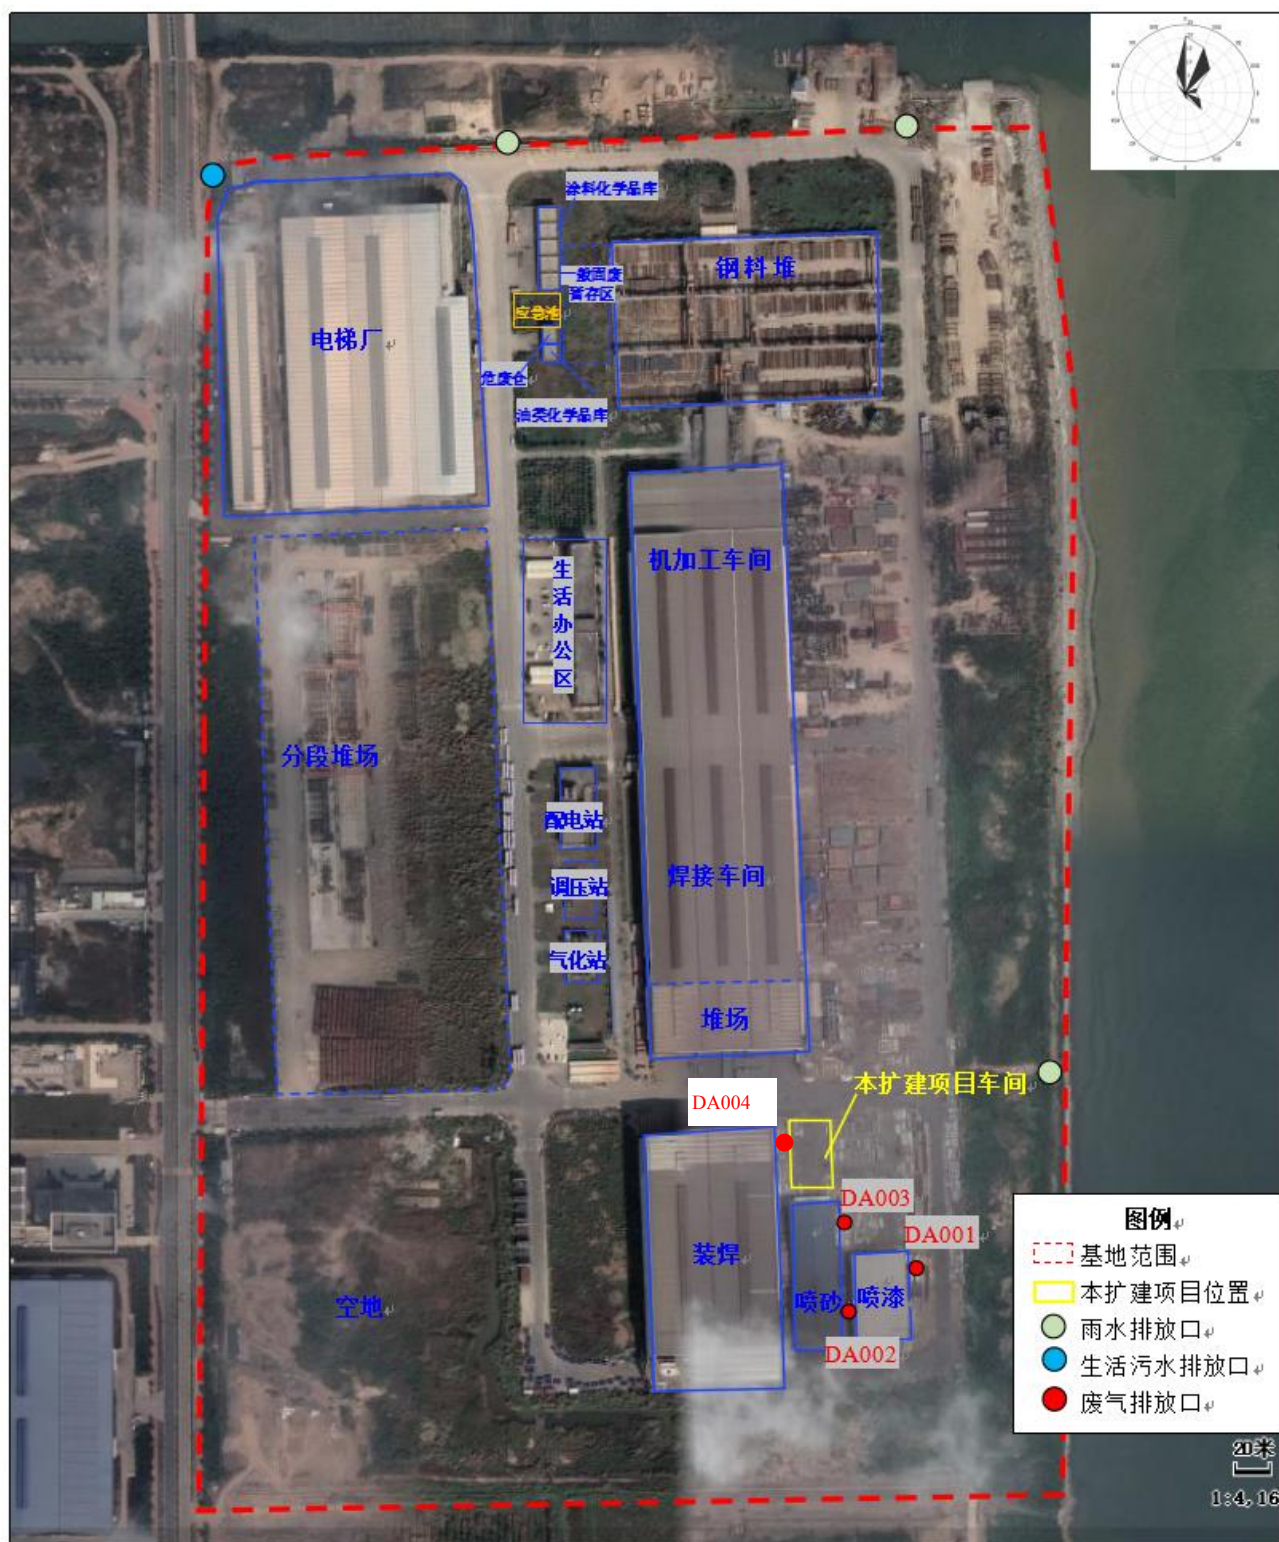 涂料化学品库
钢料堆
一般固废
暂存区
应急池
电梯厂
危废仓
油类化学品库
机加工车间
生活办公区
分段堆场
配电站
调压站
焊接车间
气化站
堆场
本扩建项目车间
DA004
DA003
DA001
装焊
喷砂
喷漆
空地
DA002
图例
基地范围
本扩建项目位置
雨水排放口
生活污水排放口
废气排放口
20米
1:4,16